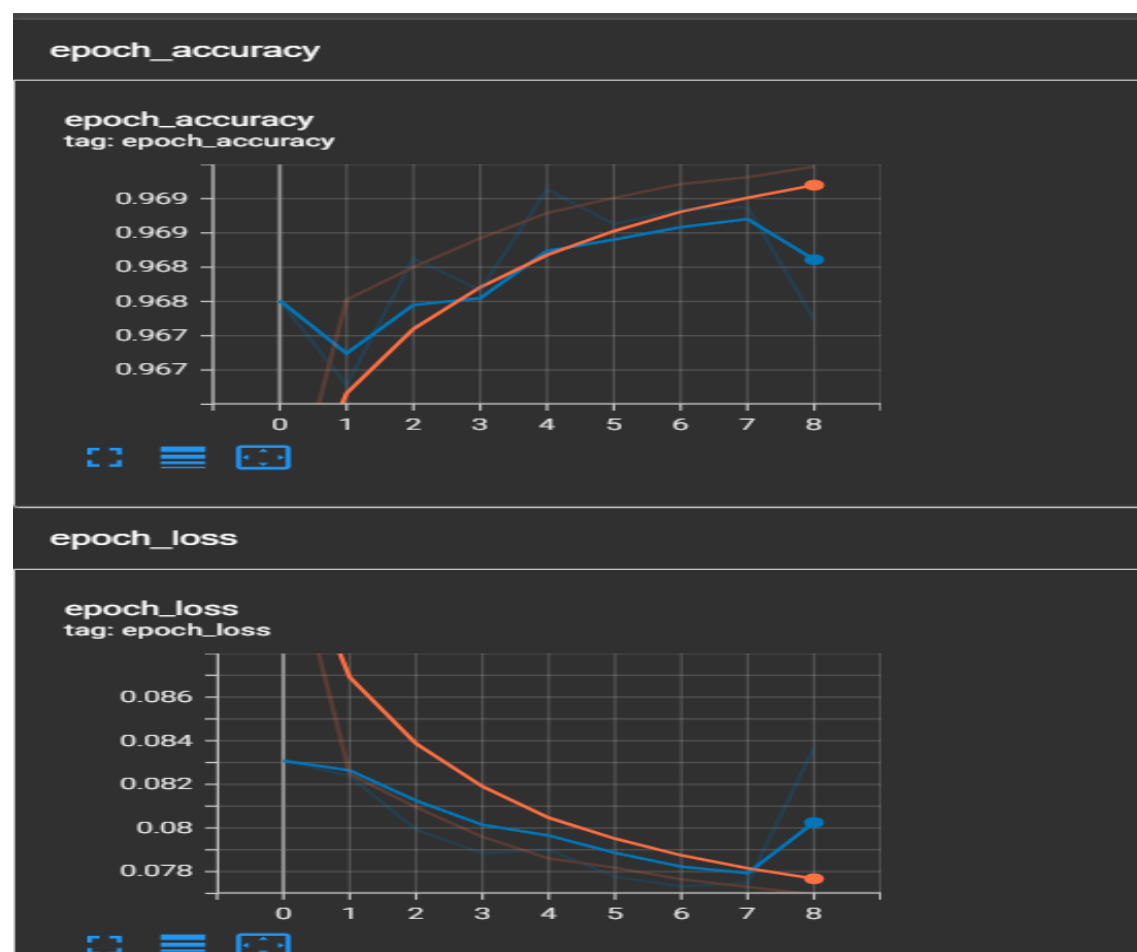 epoch_accuracy
epoch_accuracy
tag: epoch_accuracy
0.969
0.969
0.968
0.968
0.967
0.967
0 1 2 3 4 5 6 7 8
epoch_loss
epoch_loss
tag: epoch_loss
0.086
0.084
0.082
0.08
0.078
0 1 2 3 4 5 6 7 8